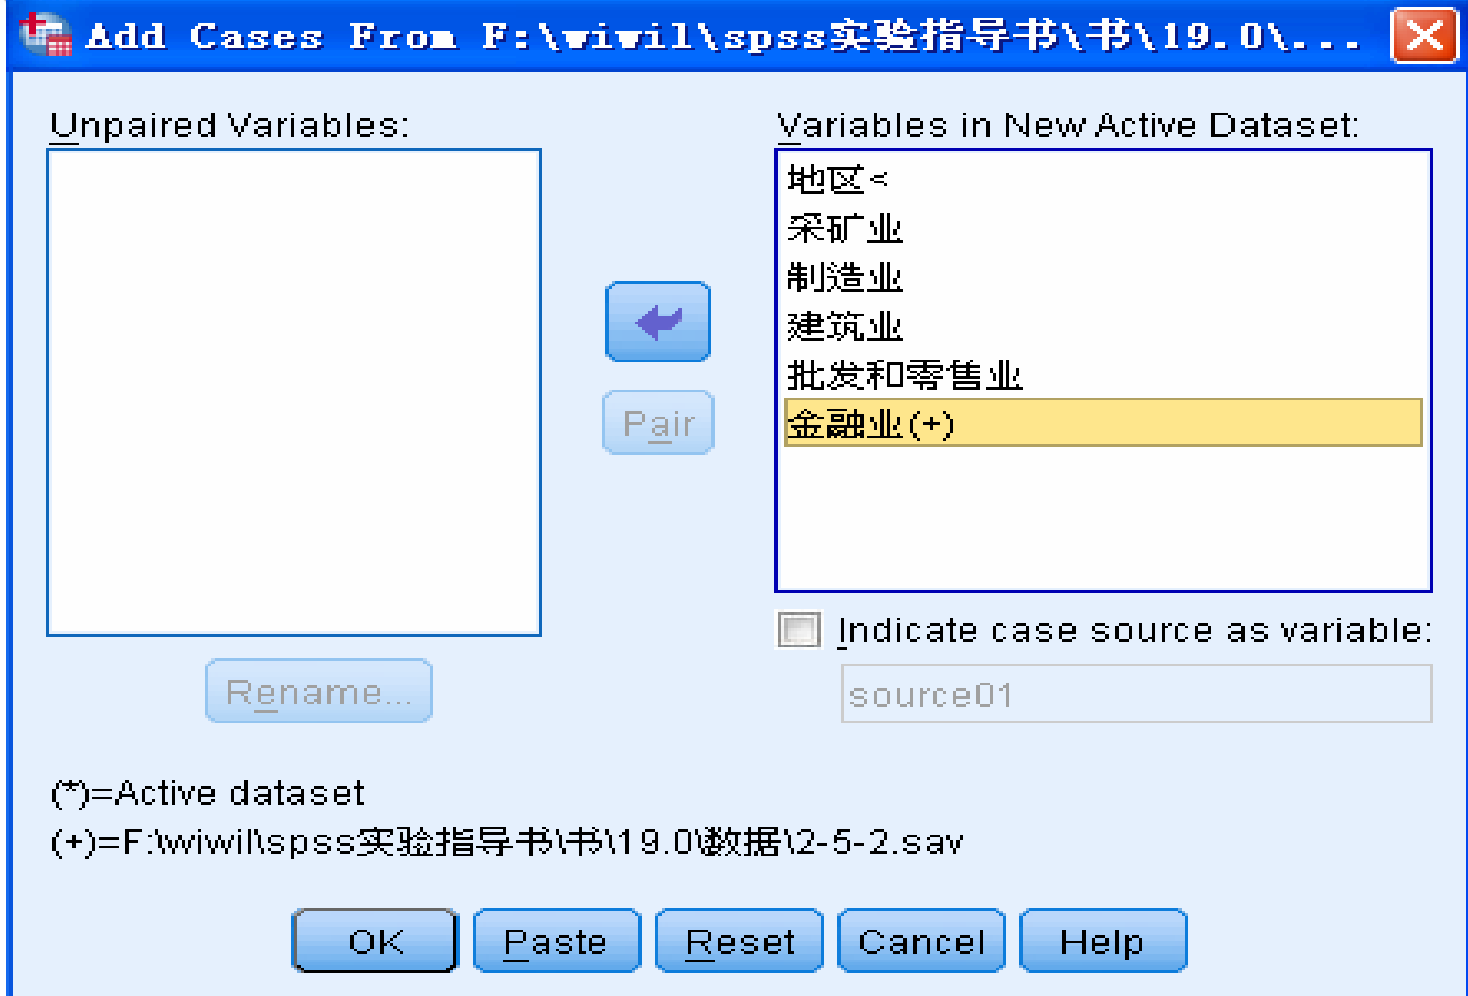 Add Cases From F:\wiwil\spss实验指导书\书\19.0\...
Unpaired Variables:
Variables in New Active Dataset:
地区<
采矿业
制造业
建筑业
批发和零售业
金融业(+)
Pair
Indicate case source as variable:
Rename...
source01
(*)=Active dataset
(+)=F:\wiwil\spss实验指导书\书\19.0\数据\2-5-2.sav
OK Paste Reset Cancel Help